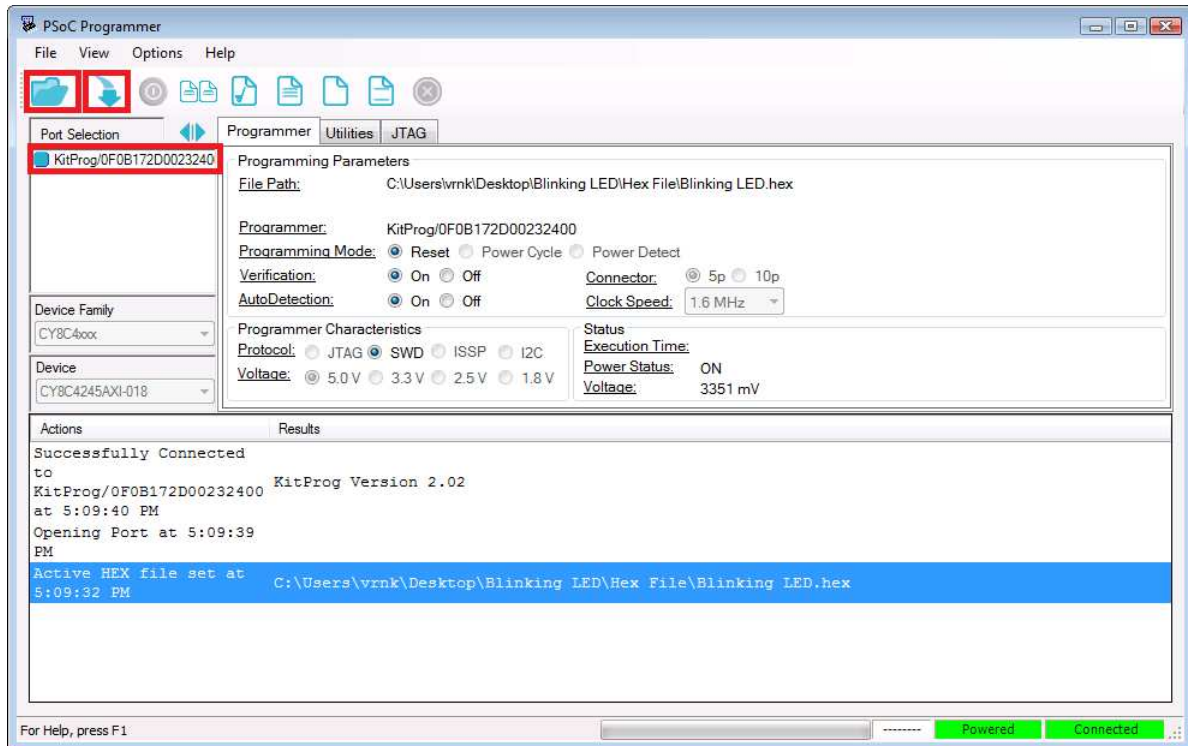 PSoC Programmer
File View Options Help
Port Selection
Programmer Utilities JTAG
KitProg/0F0B172D0023240
Programming Parameters
File Path: C:\Users\vrnk\Desktop\Blinking LED\Hex File\Blinking LED.hex
Programmer: KitProg/0F0B172D00232400
Programming Mode: Reset Power Cycle Power Detect
Verification: On Off Connector: 5p 10p
AutoDetection: On Off Clock Speed: 1.6 MHz
Device Family
CY8C4xxx
Device
CY8C4245AXI-018
Programmer Characteristics
Protocol: JTAG SWD ISSP I2C
Voltage: 5.0 V 3.3 V 2.5 V 1.8 V
Status
Execution Time:
Power Status: ON
Voltage: 3351 mV
Actions Results
Successfully Connected
to
KitProg/0F0B172D00232400
at 5:09:40 PM
KitProg Version 2.02
Opening Port at 5:09:39
PM
Active HEX file set at
5:09:32 PM
C:\Users\vrnk\Desktop\Blinking LED\Hex File\Blinking LED.hex
For Help, press F1 -------- Powered Connected